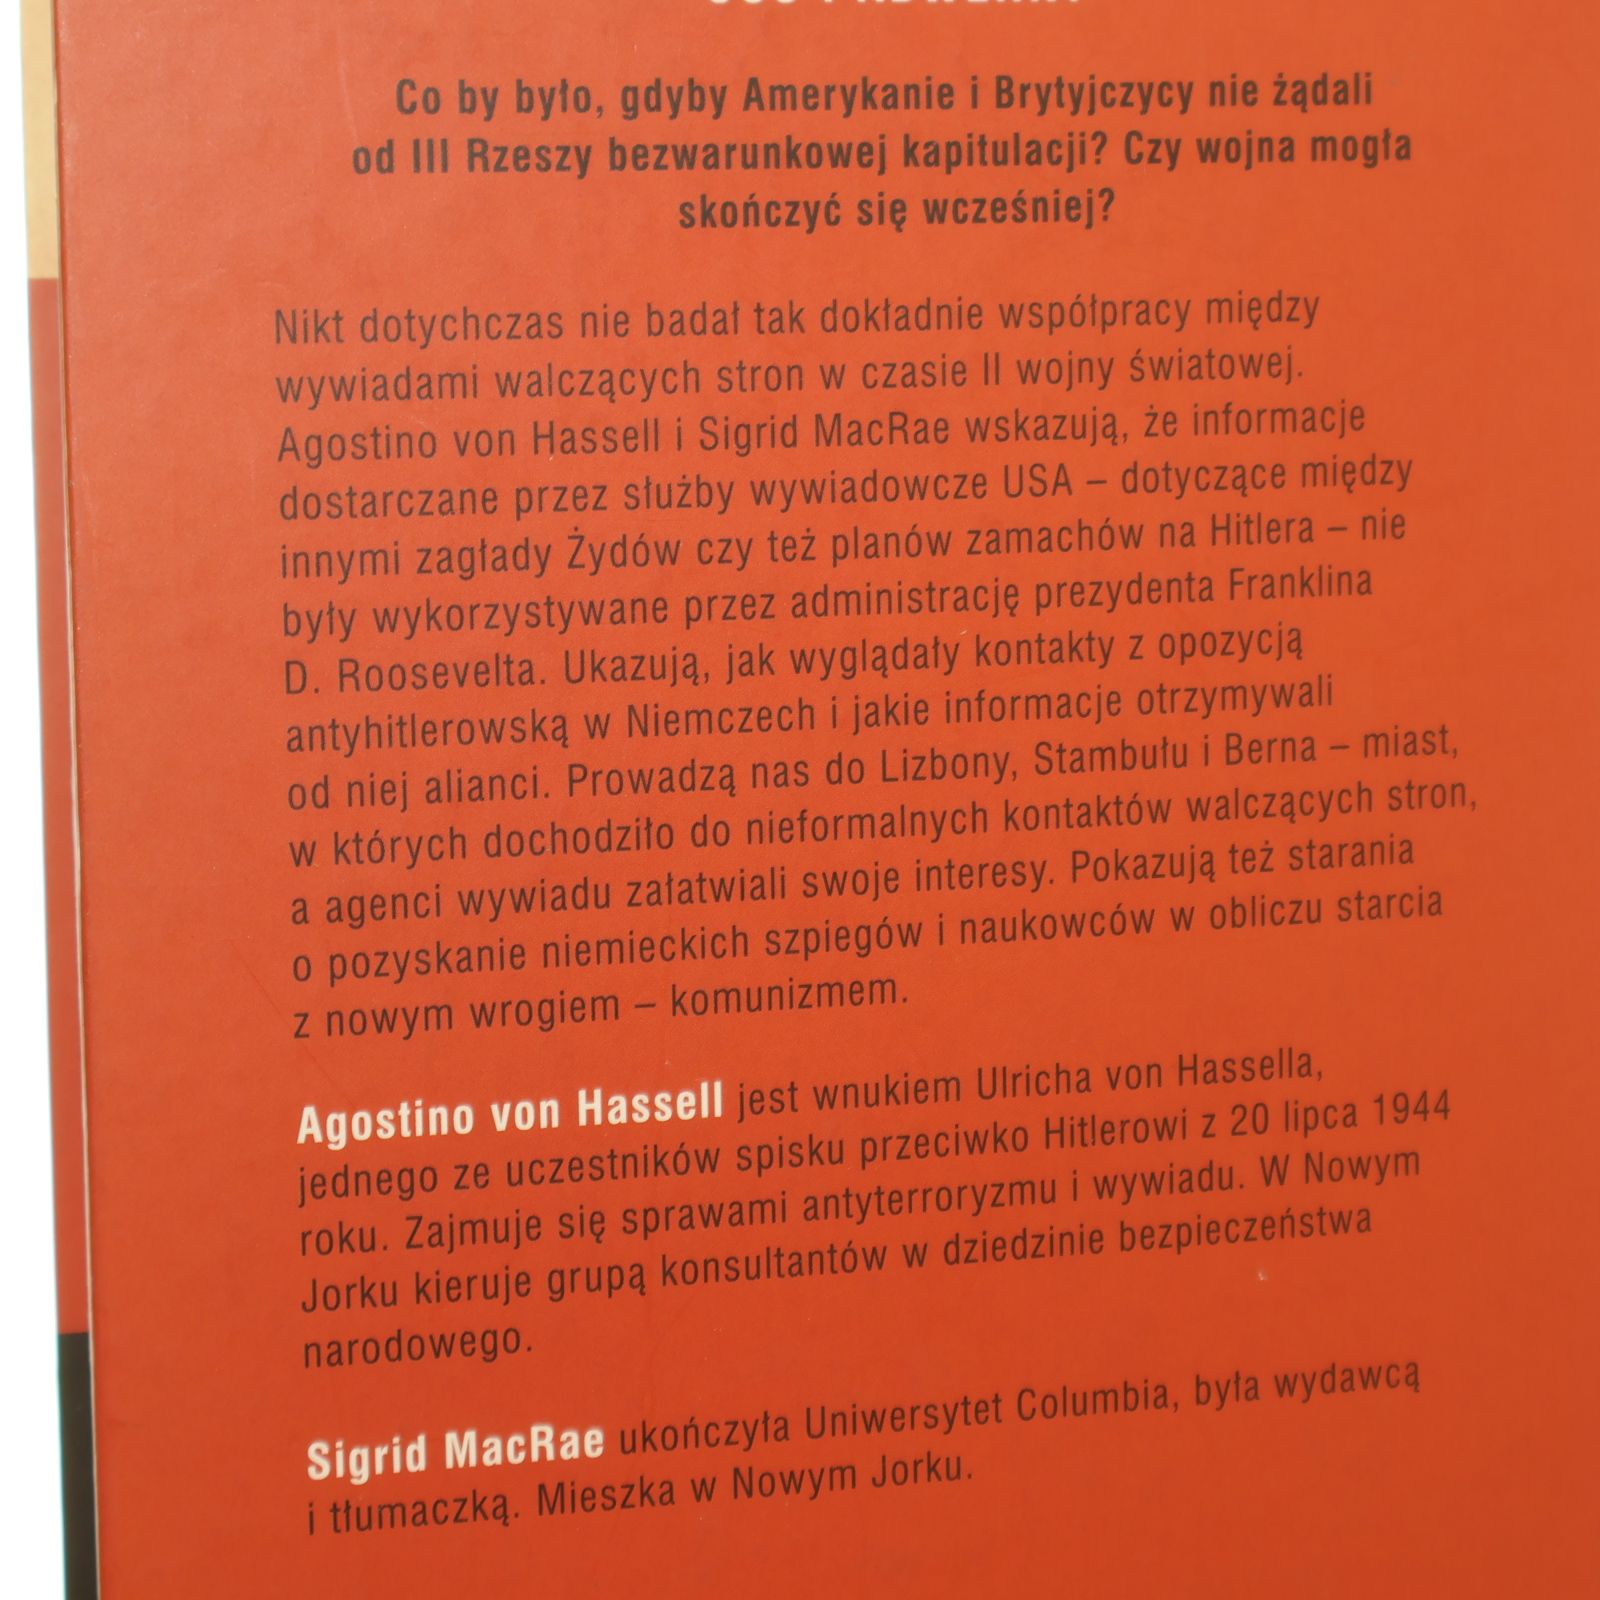 Co by było, gdyby Amerykanie i Brytyjczycy nie żądali
od III Rzeszy bezwarunkowej kapitulacji? Czy wojna mogła
skończyć się wcześniej?
Nikt dotychczas nie badał tak dokładnie współpracy między
wywiadami walczących stron w czasie II wojny światowej.
Agostino von Hassell i Sigrid MacRae wskazują, że informacje
dostarczane przez służby wywiadowcze USA – dotyczące między
innymi zagłady Żydów czy też planów zamachów na Hitlera – nie
były wykorzystywane przez administrację prezydenta Franklina
D. Roosevelta. Ukazują, jak wyglądały kontakty z opozycją
antyhitlerowską w Niemczech i jakie informacje otrzymywali
od niej alianci. Prowadzą nas do Lizbony, Stambułu i Berna – miast,
w których dochodziło do nieformalnych kontaktów walczących stron,
a agenci wywiadu załatwiali swoje interesy. Pokazują też starania
o pozyskanie niemieckich szpiegów i naukowców w obliczu starcia
z nowym wrogiem – komunizmem.
Agostino von Hassell jest wnukiem Ulricha von Hassella,
jednego ze uczestników spisku przeciwko Hitlerowi z 20 lipca 1944
roku. Zajmuje się sprawami antyterroryzmu i wywiadu. W Nowym
Jorku kieruje grupą konsultantów w dziedzinie bezpieczeństwa
narodowego.
Sigrid MacRae ukończyła Uniwersytet Columbia, była wydawcą
i tłumaczką. Mieszka w Nowym Jorku.